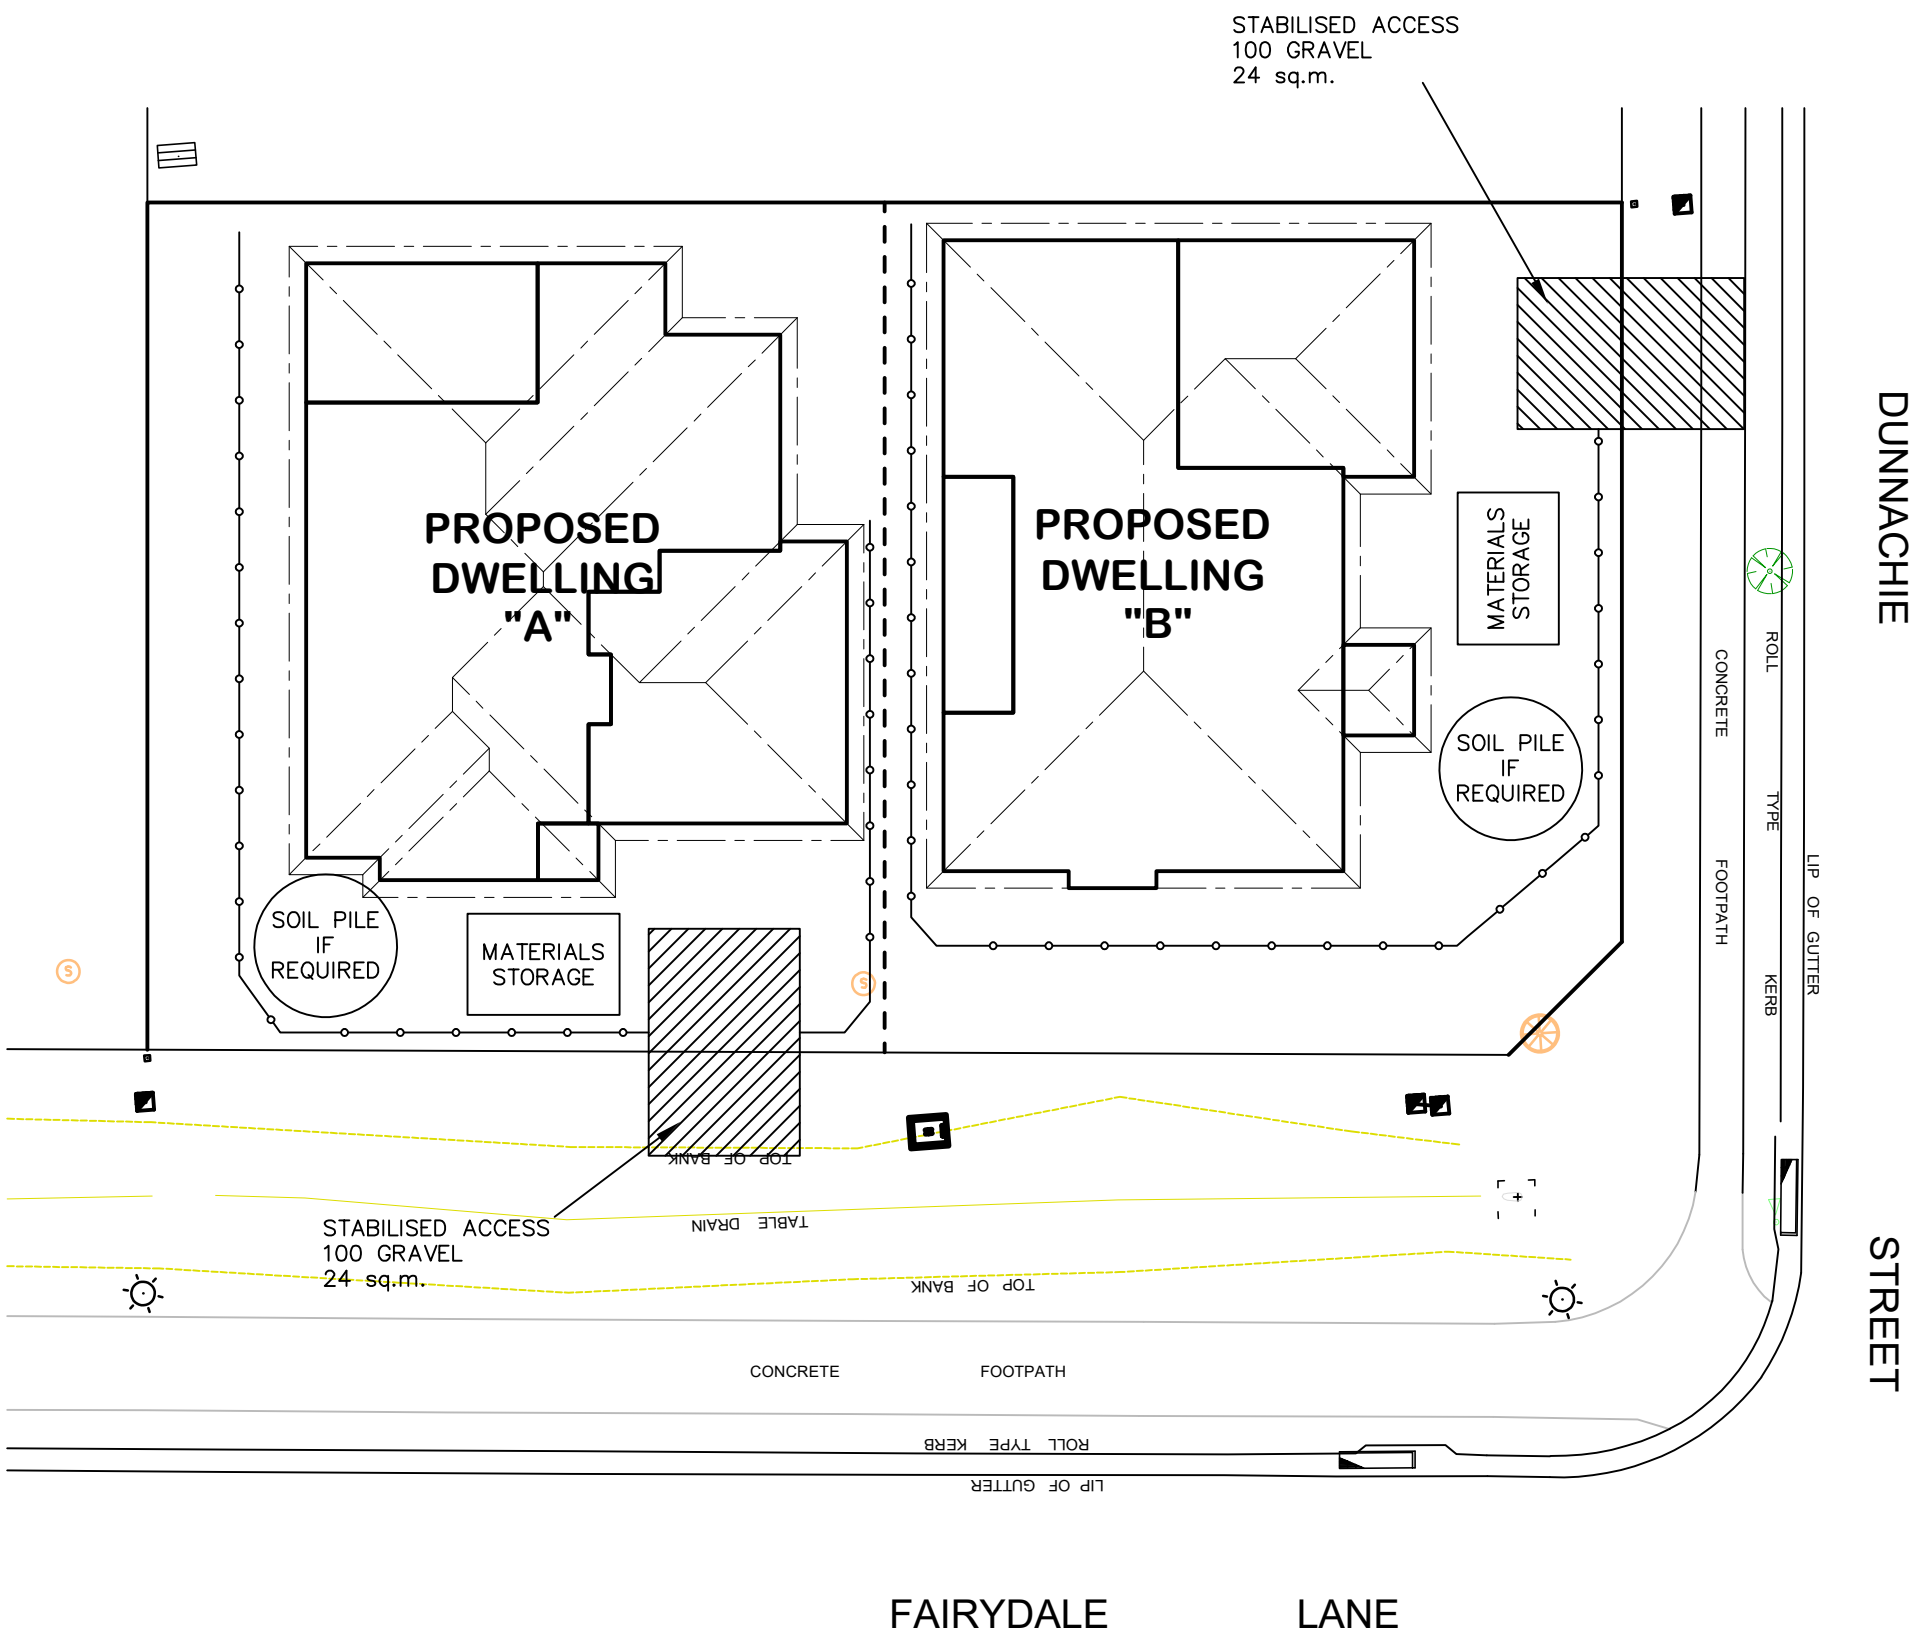 STABILISED ACCESS
100 GRAVEL
24 sq.m.
DUNNACHIE
STREET
PROPOSED
DWELLING
"A"
PROPOSED
DWELLING
"B"
MATERIALS
STORAGE
SOIL PILE
IF
REQUIRED
CONCRETE FOOTPATH
ROLL TYPE KERB
LIP OF GUTTER
SOIL PILE
IF
REQUIRED
MATERIALS
STORAGE
S
S
TOP OF BANK
TABLE DRAIN
STABILISED ACCESS
100 GRAVEL
24 sq.m.
TOP OF BANK
CONCRETE FOOTPATH
ROLL TYPE KERB
LIP OF GUTTER
FAIRYDALE LANE